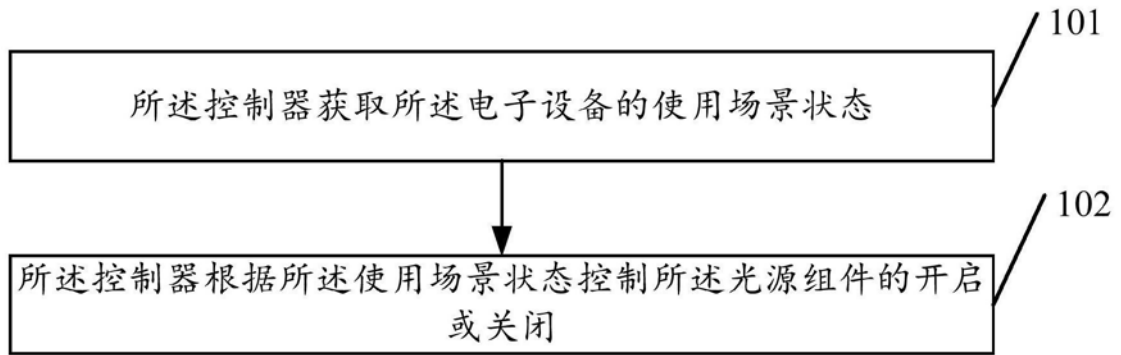 101
所述控制器获取所述电子设备的使用场景状态
102
所述控制器根据所述使用场景状态控制所述光源组件的开启
或关闭